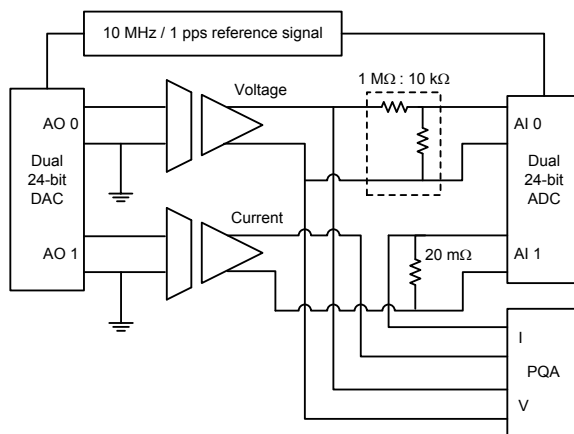 10 MHz / 1 pps reference signal
Voltage
1 MΩ : 10 kΩ
AO 0
AI 0
Dual
24-bit
DAC
Dual
24-bit
ADC
Current
AO 1
20 mΩ
AI 1
I
PQA
V